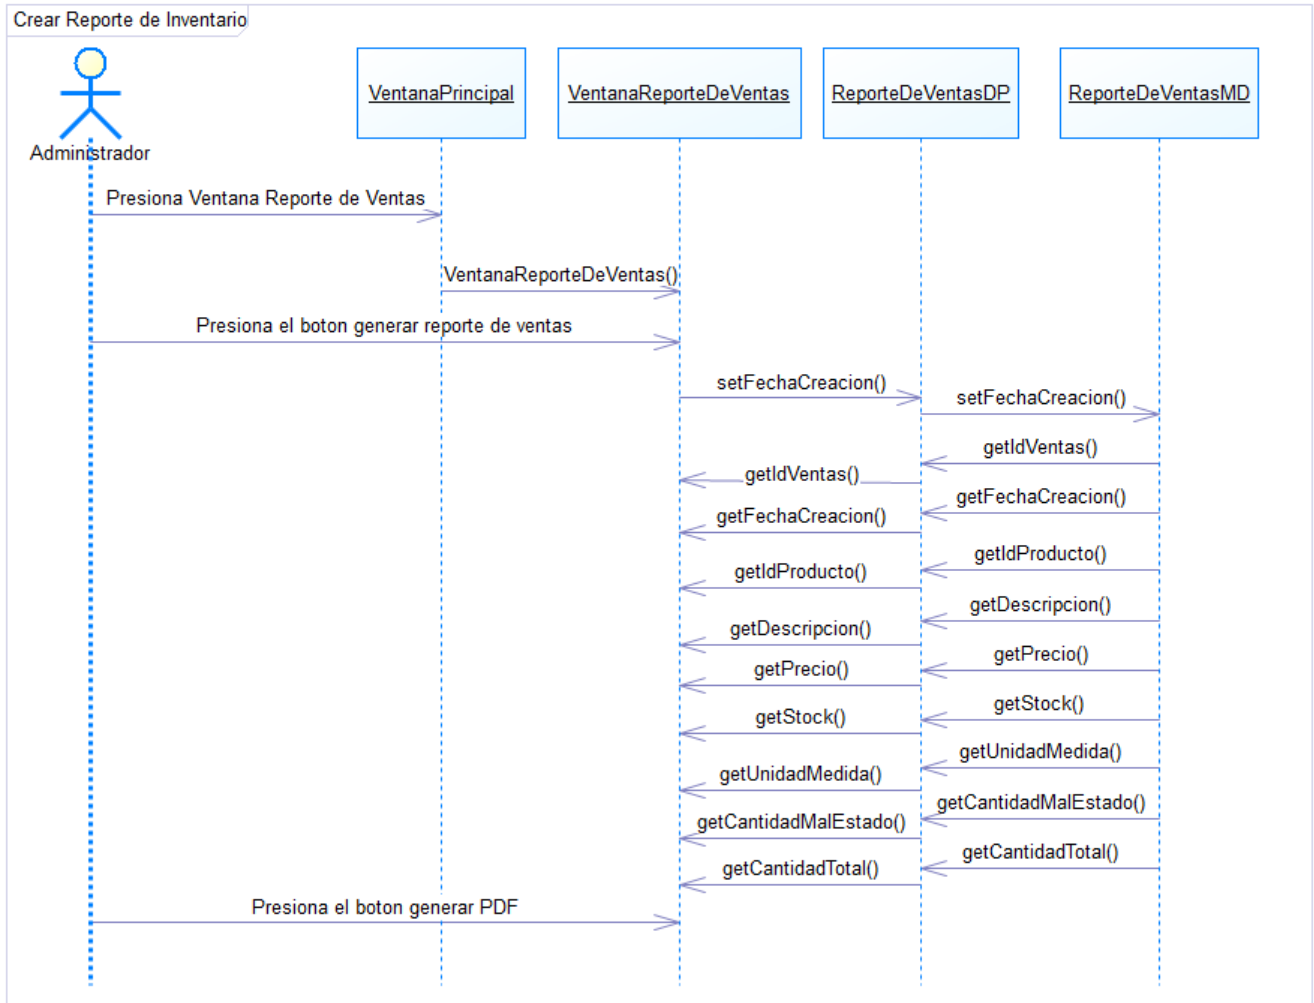 Crear Reporte de Inventario
Administrador
VentanaPrincipal
VentanaReporteDeVentas
ReporteDeVentasDP
ReporteDeVentasMD
Presiona Ventana Reporte de Ventas
VentanaReporteDeVentas()
Presiona el boton generar reporte de ventas
setFechaCreacion()
setFechaCreacion()
getIdVentas()
getIdVentas()
getFechaCreacion()
getFechaCreacion()
getIdProducto()
getIdProducto()
getDescripcion()
getDescripcion()
getPrecio()
getPrecio()
getStock()
getStock()
getUnidadMedida()
getUnidadMedida()
getCantidadMalEstado()
getCantidadMalEstado()
getCantidadTotal()
getCantidadTotal()
Presiona el boton generar PDF